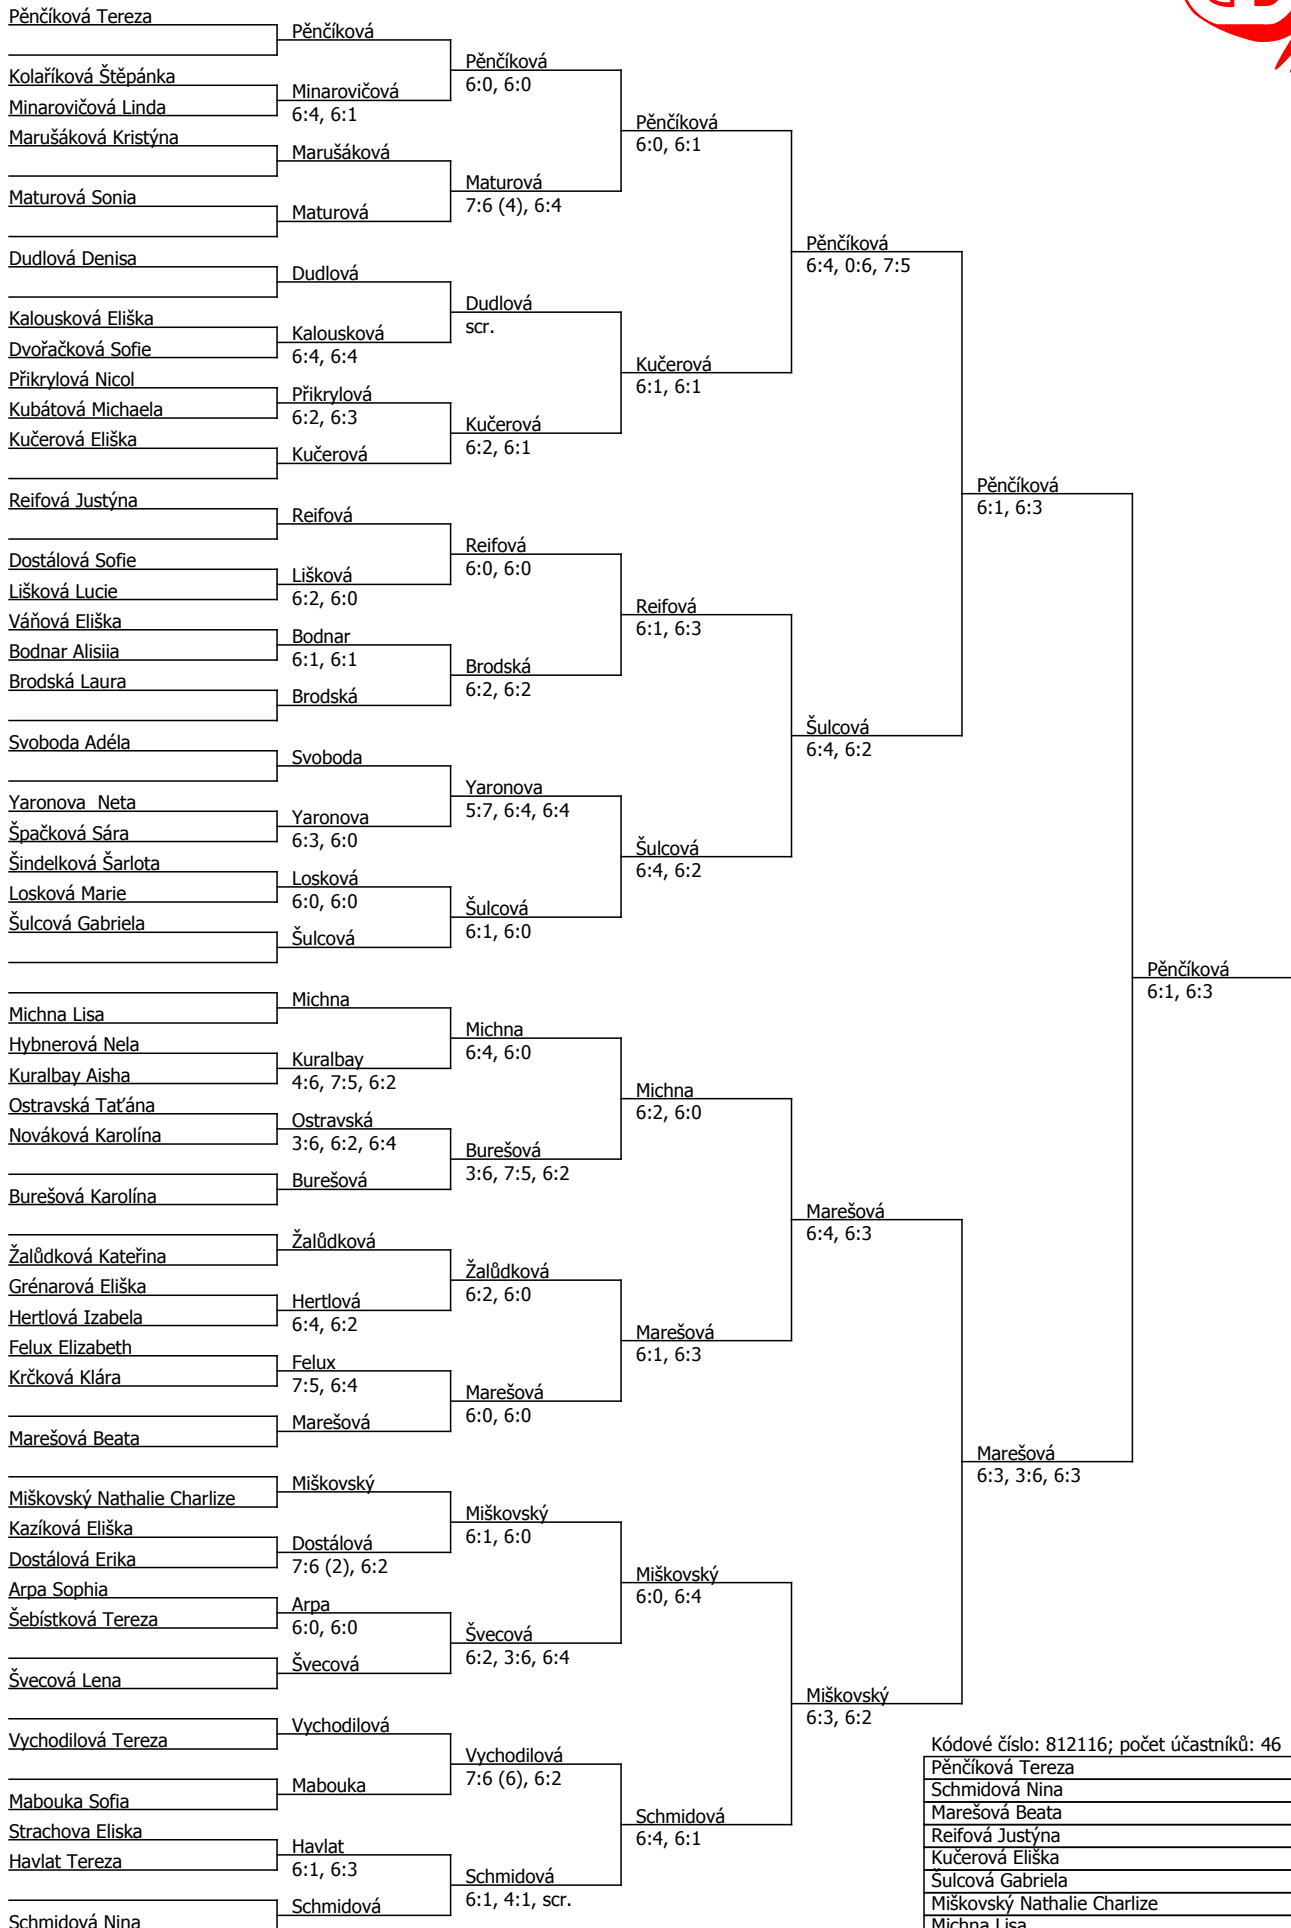 Pěnčíková Tereza
Kolaříková Štěpánka
Minarovičová Linda
Marušáková Kristýna
Maturová Sonia
Dudlová Denisa
Kalousková Eliška
Dvořačková Sofie
Přikrylová Nicol
Kubátová Michaela
Kučerová Eliška
Reifová Justýna
Dostálová Sofie
Lišková Lucie
Váňová Eliška
Bodnar Alisiia
Brodská Laura
Svoboda Adéla
Yaronova  Neta
Špačková Sára
Šindelková Šarlota
Losková Marie
Šulcová Gabriela
Michna Lisa
Hybnerová Nela
Kuralbay Aisha
Ostravská Taťána
Nováková Karolína
Burešová Karolína
Žalůdková Kateřina
Grénarová Eliška
Hertlová Izabela
Felux Elizabeth
Krčková Klára
Marešová Beata
Miškovský Nathalie Charlize
Kazíková Eliška
Dostálová Erika
Arpa Sophia
Šebístková Tereza
Švecová Lena
Vychodilová Tereza
Mabouka Sofia
Strachova Eliska
Havlat Tereza
Schmidová Nina
Pěnčíková
Minarovičová
6:4, 6:1
Marušáková
Maturová
Dudlová
Kalousková
6:4, 6:4
Přikrylová
6:2, 6:3
Kučerová
Reifová
Lišková
6:2, 6:0
Bodnar
6:1, 6:1
Brodská
Svoboda
Yaronova
6:3, 6:0
Losková
6:0, 6:0
Šulcová
Michna
Kuralbay
4:6, 7:5, 6:2
Ostravská
3:6, 6:2, 6:4
Burešová
Žalůdková
Hertlová
6:4, 6:2
Felux
7:5, 6:4
Marešová
Miškovský
Dostálová
7:6 (2), 6:2
Arpa
6:0, 6:0
Švecová
Vychodilová
Mabouka
Havlat
6:1, 6:3
Schmidová
Pěnčíková
6:0, 6:0
Maturová
7:6 (4), 6:4
Dudlová
scr.
Kučerová
6:2, 6:1
Reifová
6:0, 6:0
Brodská
6:2, 6:2
Yaronova
5:7, 6:4, 6:4
Šulcová
6:1, 6:0
Michna
6:4, 6:0
Burešová
3:6, 7:5, 6:2
Žalůdková
6:2, 6:0
Marešová
6:0, 6:0
Miškovský
6:1, 6:0
Švecová
6:2, 3:6, 6:4
Vychodilová
7:6 (6), 6:2
Schmidová
6:1, 4:1, scr.
Pěnčíková
6:0, 6:1
Kučerová
6:1, 6:1
Reifová
6:1, 6:3
Šulcová
6:4, 6:2
Michna
6:2, 6:0
Marešová
6:1, 6:3
Miškovský
6:0, 6:4
Schmidová
6:4, 6:1
Pěnčíková
6:4, 0:6, 7:5
Šulcová
6:4, 6:2
Marešová
6:4, 6:3
Miškovský
6:3, 6:2
Pěnčíková
6:1, 6:3
Marešová
6:3, 3:6, 6:3
Pěnčíková
6:1, 6:3
Kódové číslo: 812116; počet účastníků: 46
Pěnčíková Tereza
Schmidová Nina
Marešová Beata
Reifová Justýna
Kučerová Eliška
Šulcová Gabriela
Miškovský Nathalie Charlize
Michna Lisa